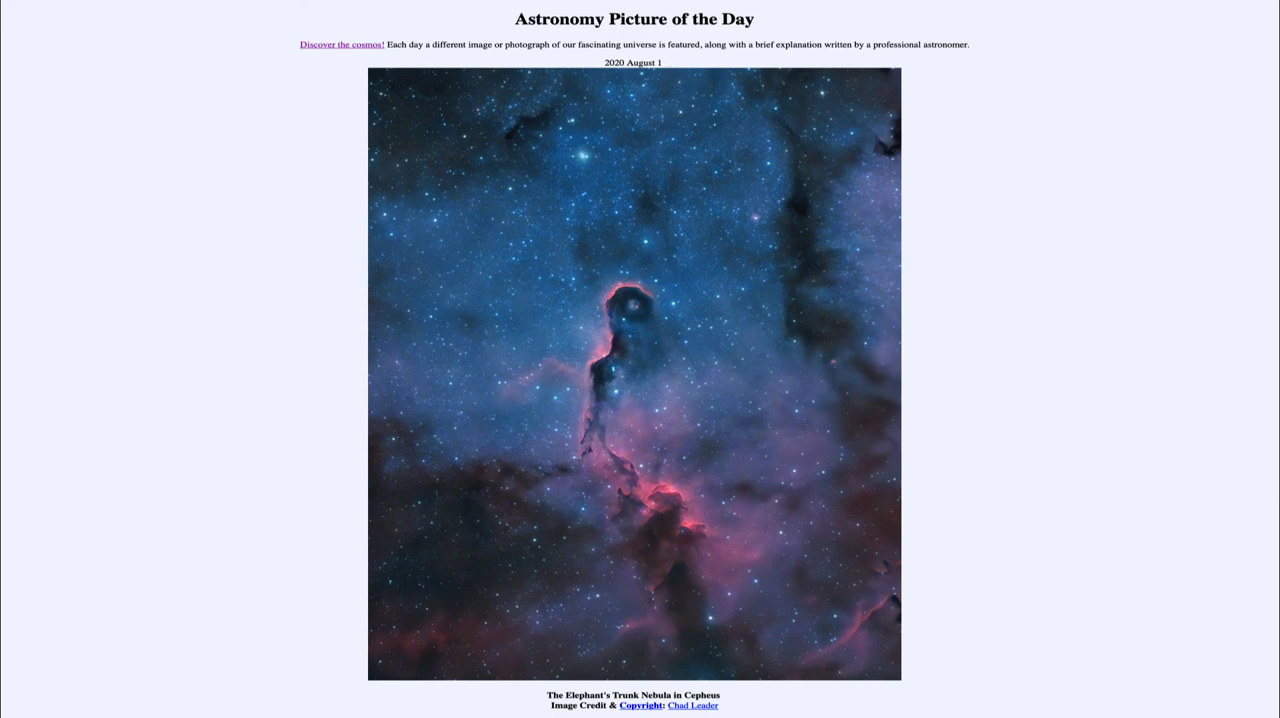 Astronomy Picture of the Day
Discover the cosmos! Each day a different image or photograph of our fascinating universe is featured, along with a brief explanation written by a professional astronomer.
2020 August 1
The Elephant's Trunk Nebula in Cepheus
Image Credit & Copyright: Chad Leader